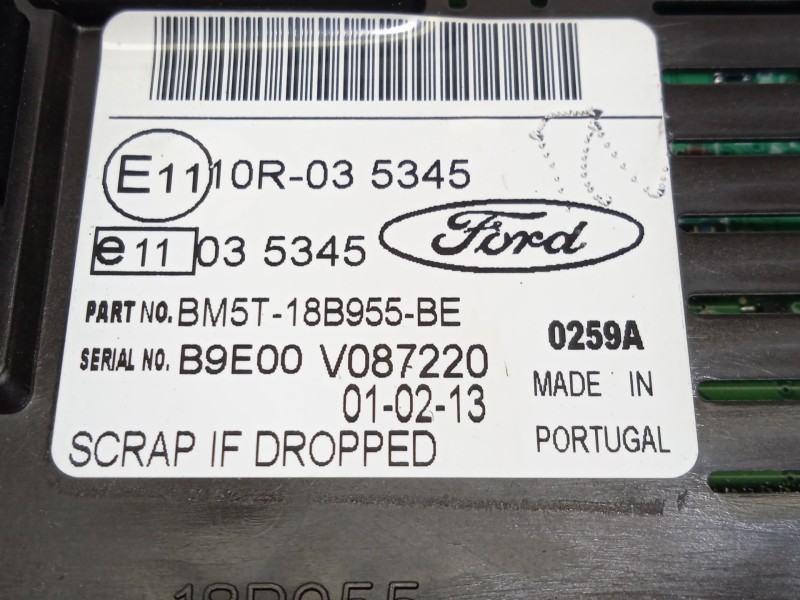 E11 10R-03 5345
e11 03 5345
Ford
PART NO. BM5T-18B955-BE
SERIAL NO. B9E00 V087220
0259A
01-02-13
MADE IN
PORTUGAL
SCRAP IF DROPPED
18B955